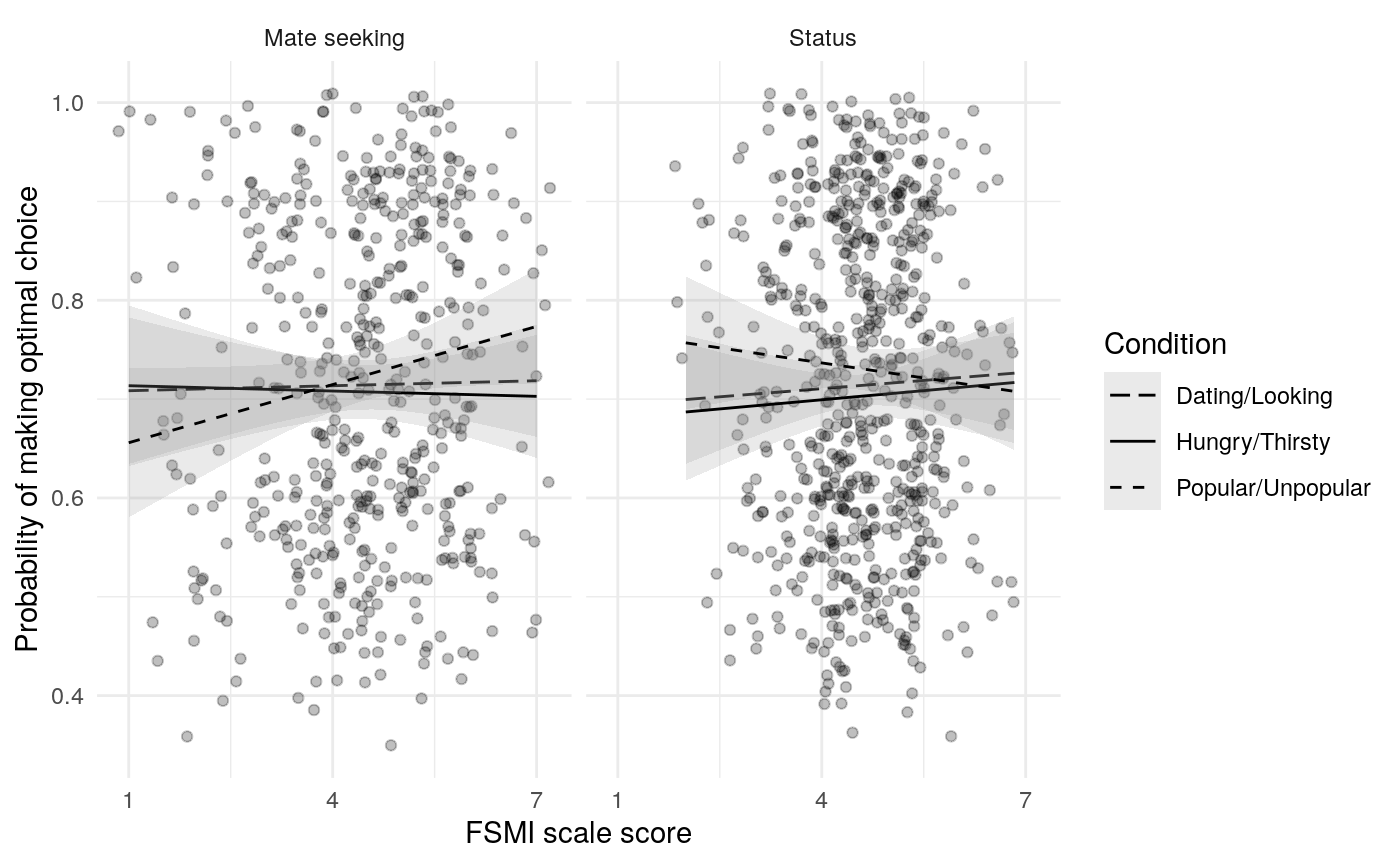 Mate seeking
Status
Probability of making optimal choice
1.0
0.8
0.6
0.4
1
4
7
1
4
7
FSMI scale score
Condition
Dating/Looking
Hungry/Thirsty
Popular/Unpopular